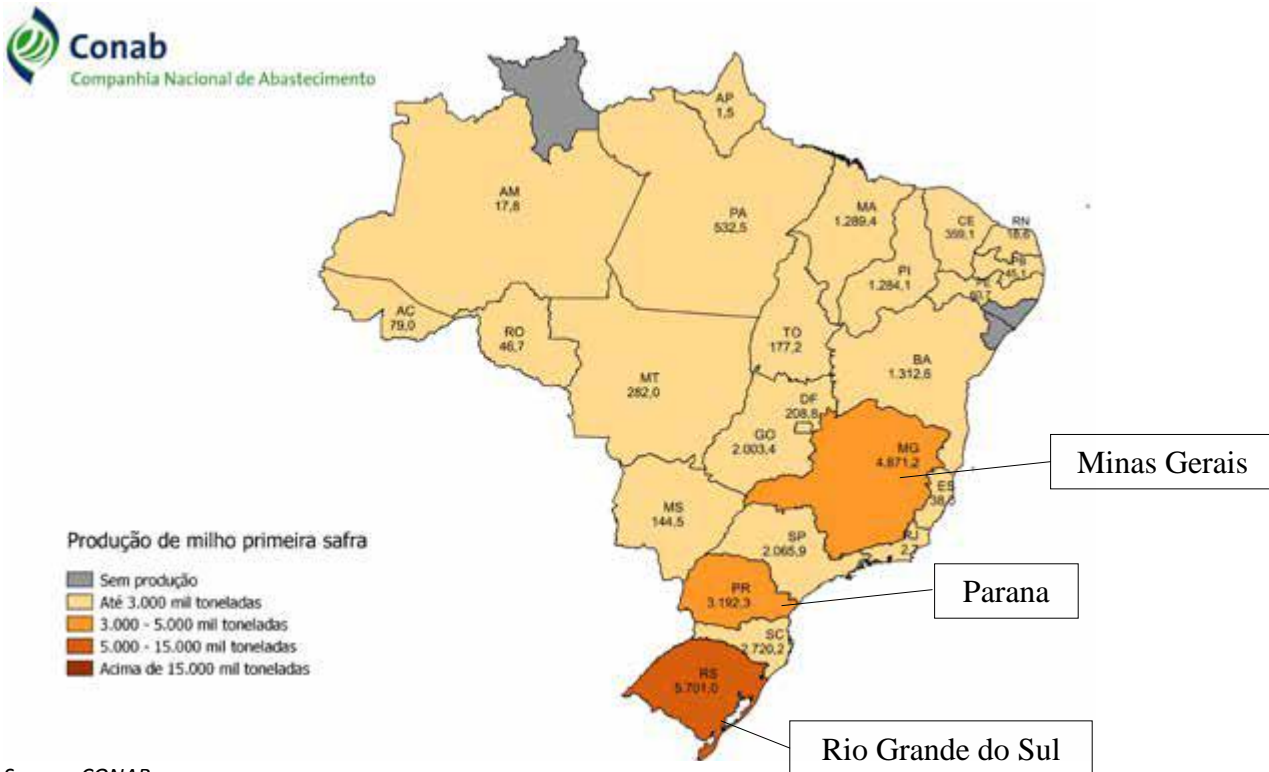 Conab
Companhia Nacional de Abastecimento
AP
1,5
AM
17,8
PA
532,5
MA
1.289,4
CE
359,1
RN
PI
1.284,1
AC
79,0
RO
46,7
TO
177,2
BA
1.312,6
MT
282,0
DF
208,8
GO
2.003,4
MG
4.871,2
Minas Gerais
ES
MS
144,5
SP
2.065,9
RJ
PR
3.192,3
Parana
SC
2.720,2
RS
5.701,0
Rio Grande do Sul
Produção de milho primeira safra
Sem produção
Até 3.000 mil toneladas
3.000 - 5.000 mil toneladas
5.000 - 15.000 mil toneladas
Acima de 15.000 mil toneladas